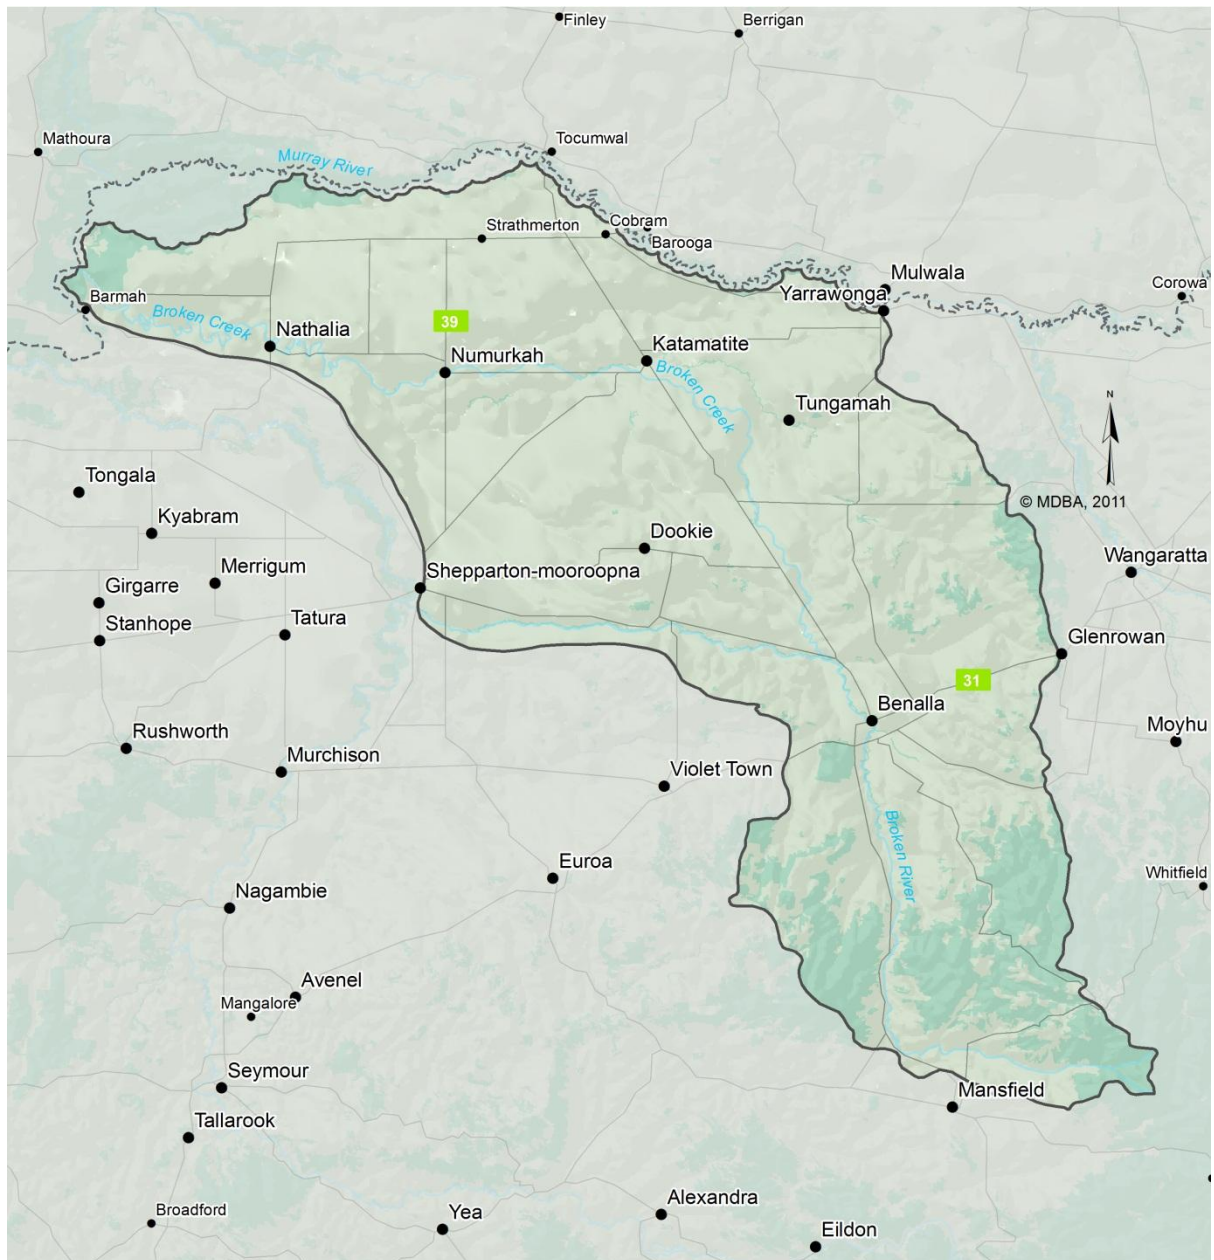 Finley
Berrigan
Mathoura
Tocumwal
Murray River
Strathmerton
Cobram
Barooga
Mulwala
Corowa
Yarrawonga
Barmah
Broken Creek
39
Nathalia
Numurkah
Katamatite
Broken Creek
Tungamah
N
© MDBA, 2011
Tongala
Kyabram
Dookie
Wangaratta
Merrigum
Shepparton-mooroopna
Girgarre
Stanhope
Tatura
Glenrowan
31
Benalla
Rushworth
Moyhu
Murchison
Violet Town
Broken River
Euroa
Whitfield
Nagambie
Avenel
Mangalore
Seymour
Mansfield
Tallarook
Alexandra
Broadford
Yea
Eildon